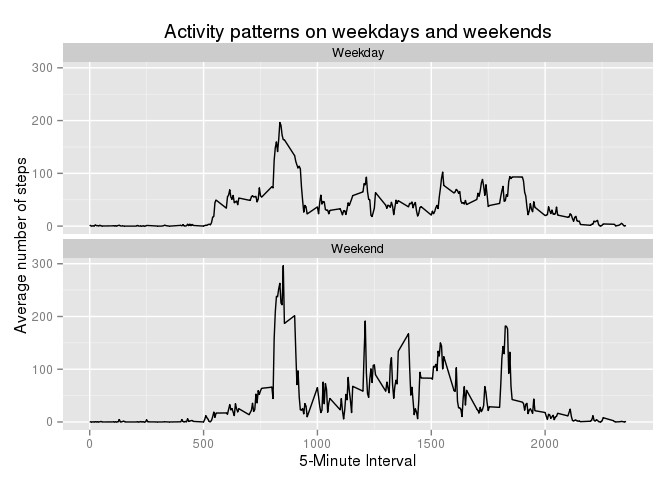 Activity patterns on weekdays and weekends
Weekday
300
200
100
0
Weekend
300
200
100
0
Average number of steps
0 500 1000 1500 2000
5-Minute Interval